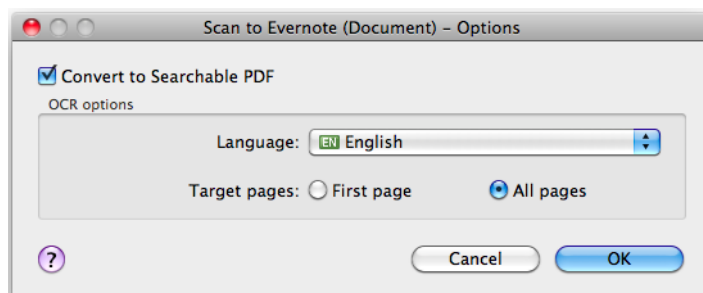 Scan to Evernote (Document) – Options
Convert to Searchable PDF
OCR options
Language: EN English
Target pages: First page All pages
? Cancel OK